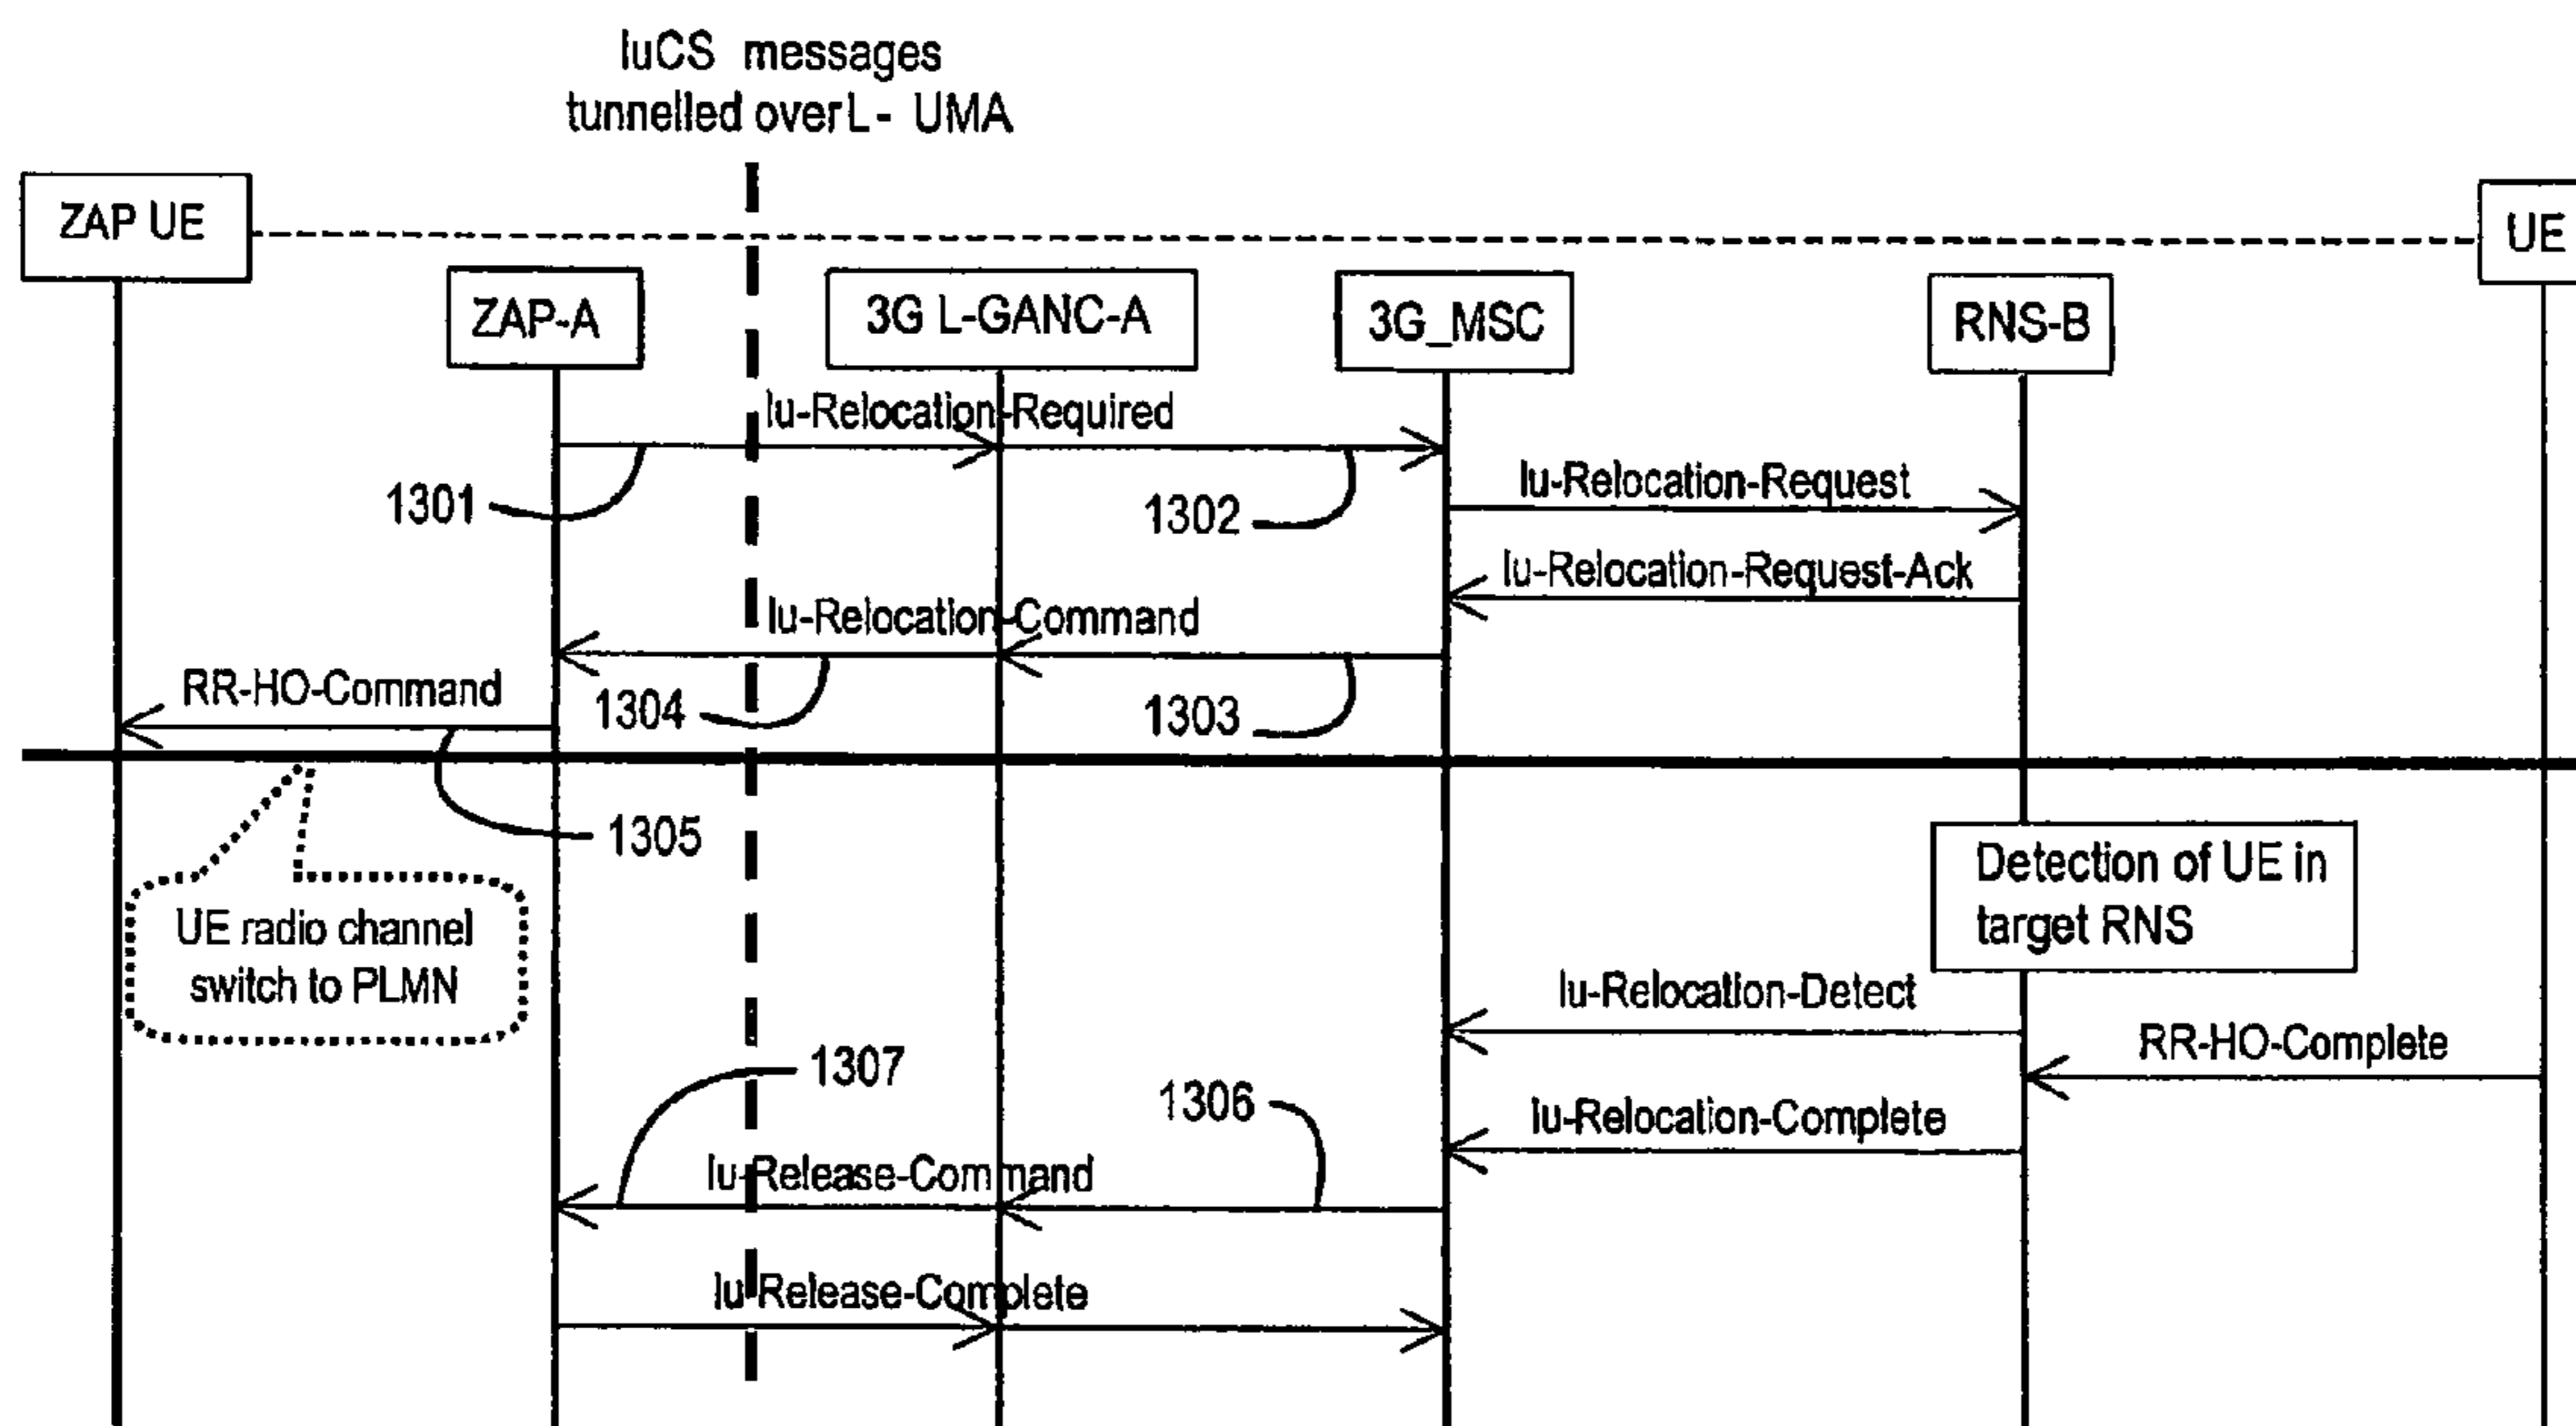 IuCS messages
tunnelled over L- UMA
ZAP UE
UE
ZAP-A
3G L-GANC-A
3G_MSC
RNS-B
Iu-Relocation-Required
1301
1302
Iu-Relocation-Request
Iu-Relocation-Request-Ack
Iu-Relocation-Command
RR-HO-Command
1304
1303
1305
UE radio channel
switch to PLMN
Detection of UE in
target RNS
Iu-Relocation-Detect
RR-HO-Complete
1307
1306
Iu-Relocation-Complete
Iu-Release-Command
Iu-Release-Complete